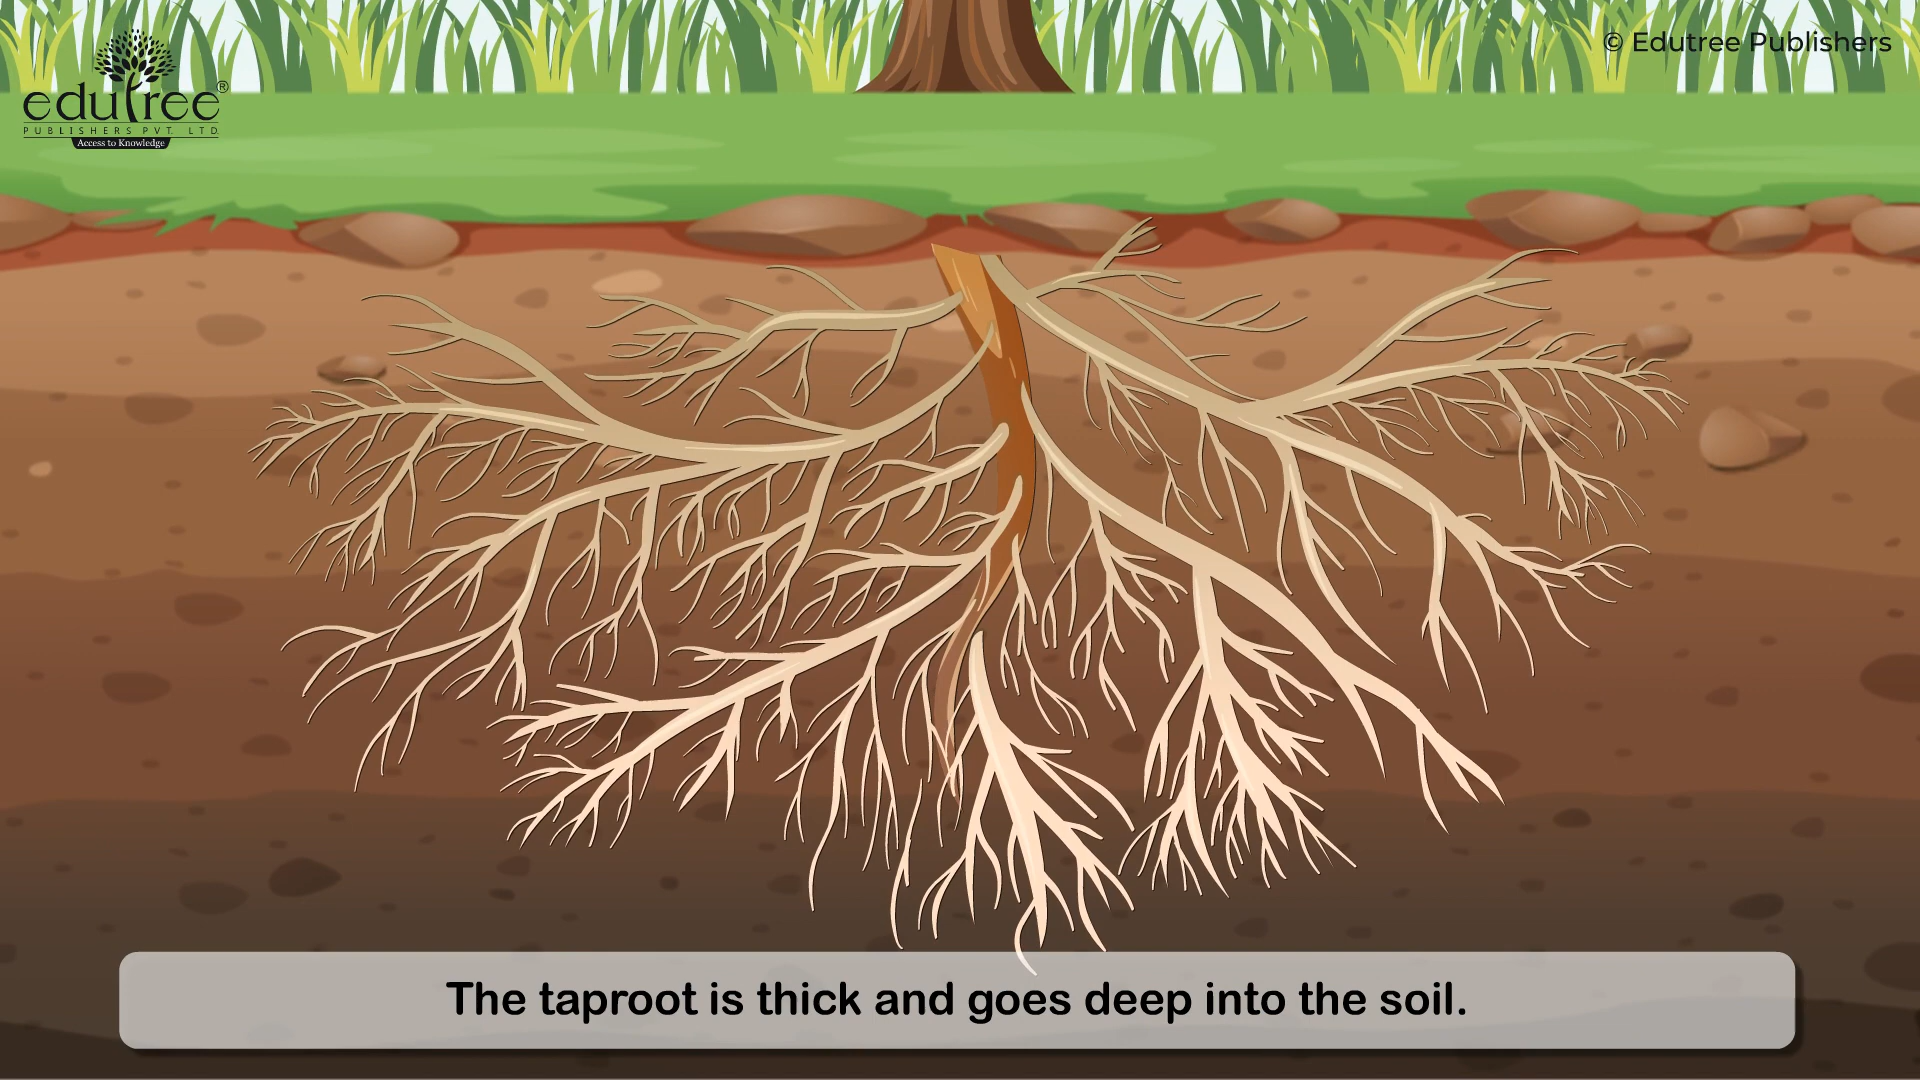 © Edutree Publishers
edutree®
PUBLISHERS PVT. LTD.
Access to Knowledge
The taproot is thick and goes deep into the soil.